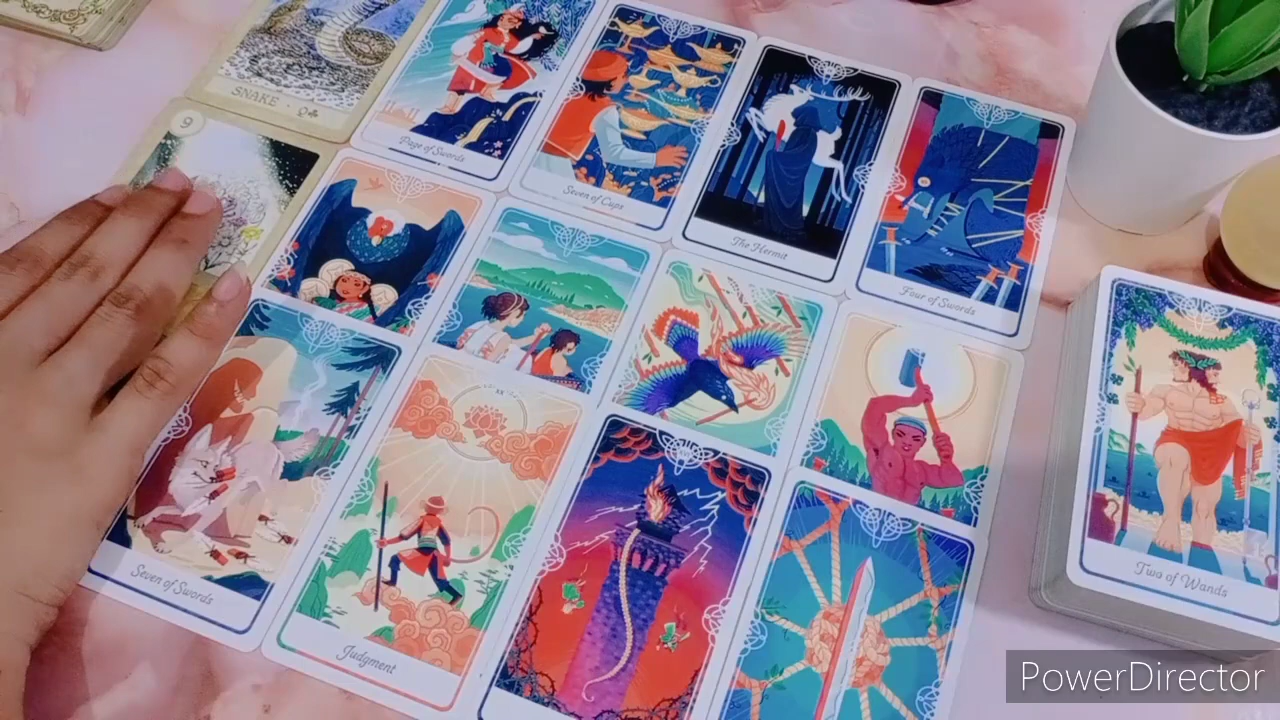 SNAKE · Q♣
9
Page of Swords
Seven of Cups
The Hermit
Four of Swords
XX
Seven of Swords
Judgment
Two of Wands
PowerDirector